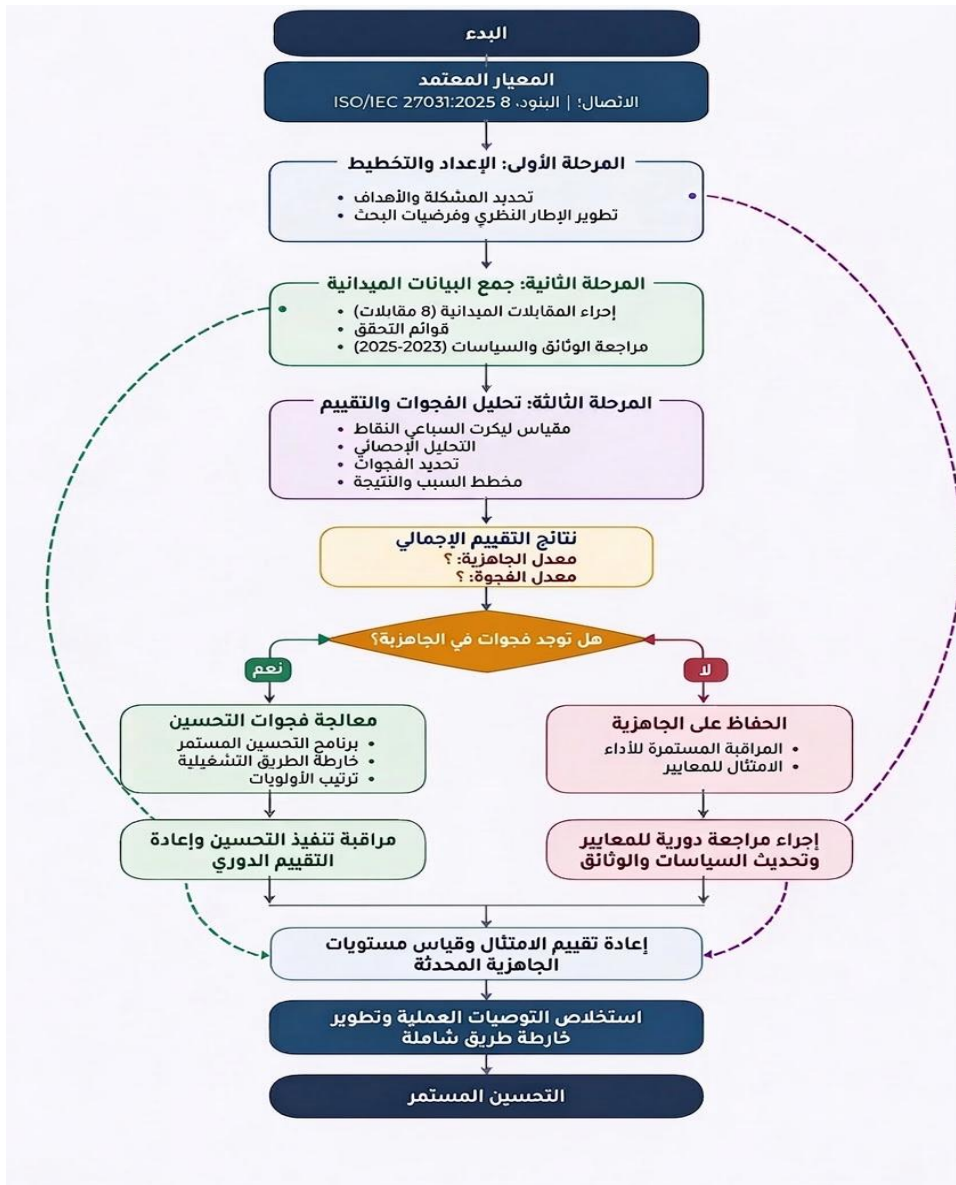 البدء
المعيار المعتمد
الاتصال؛ | البنود، 8 ISO/IEC 27031:2025
المرحلة الأولى: الإعداد والتخطيط
• تحديد المشكلة والأهداف
• تطوير الإطار النظري وفرضيات البحث
المرحلة الثانية: جمع البيانات الميدانية
• إجراء المقابلات الميدانية (8 مقابلات)
• قوائم التحقق
• مراجعة الوثائق والسياسات (2023-2025)
المرحلة الثالثة: تحليل الفجوات والتقييم
• مقياس ليكرت السباعي النقاط
• التحليل الإحصائي
• تحديد الفجوات
• مخطط السبب والنتيجة
نتائج التقييم الإجمالي
معدل الجاهزية: ؟
معدل الفجوة: ؟
هل توجد فجوات في الجاهزية؟
لا
نعم
الحفاظ على الجاهزية
• المراقبة المستمرة للأداء
• الامتثال للمعايير
معالجة فجوات التحسين
• برنامج التحسين المستمر
• خارطة الطريق التشغيلية
• ترتيب الأولويات
إجراء مراجعة دورية للمعايير
وتحديث السياسات والوثائق
مراقبة تنفيذ التحسين وإعادة
التقييم الدوري
إعادة تقييم الامتثال وقياس مستويات
الجاهزية المحدثة
استخلاص التوصيات العملية وتطوير
خارطة طريق شاملة
التحسين المستمر